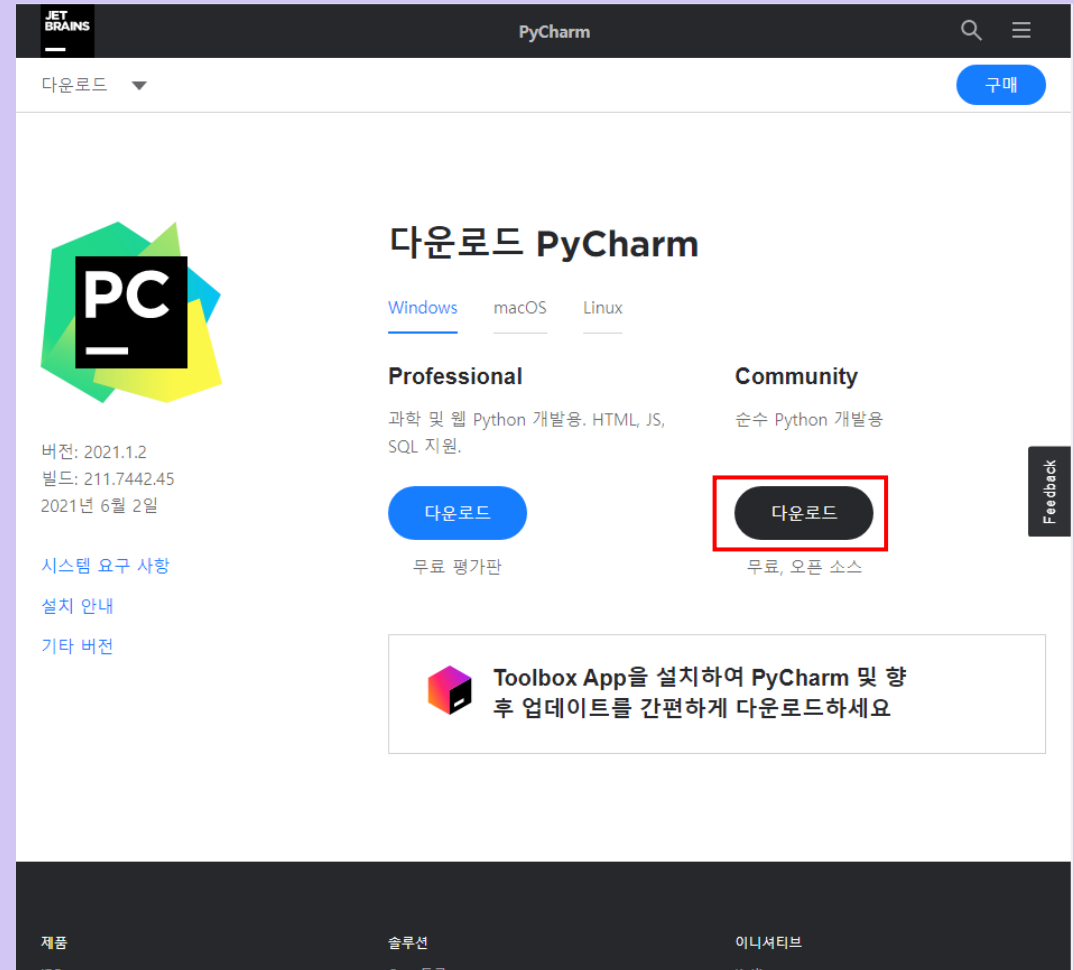 JET
BRAINS
PyCharm
다운로드
구매
PC
다운로드 PyCharm
Windows macOS Linux
Professional
과학 및 웹 Python 개발용. HTML, JS,
SQL 지원.
다운로드
무료 평가판
Community
순수 Python 개발용
다운로드
무료, 오픈 소스
버전: 2021.1.2
빌드: 211.7442.45
2021년 6월 2일
시스템 요구 사항
설치 안내
기타 버전
Feedback
Toolbox App을 설치하여 PyCharm 및 향
후 업데이트를 간편하게 다운로드하세요
제품
솔루션
이니셔티브